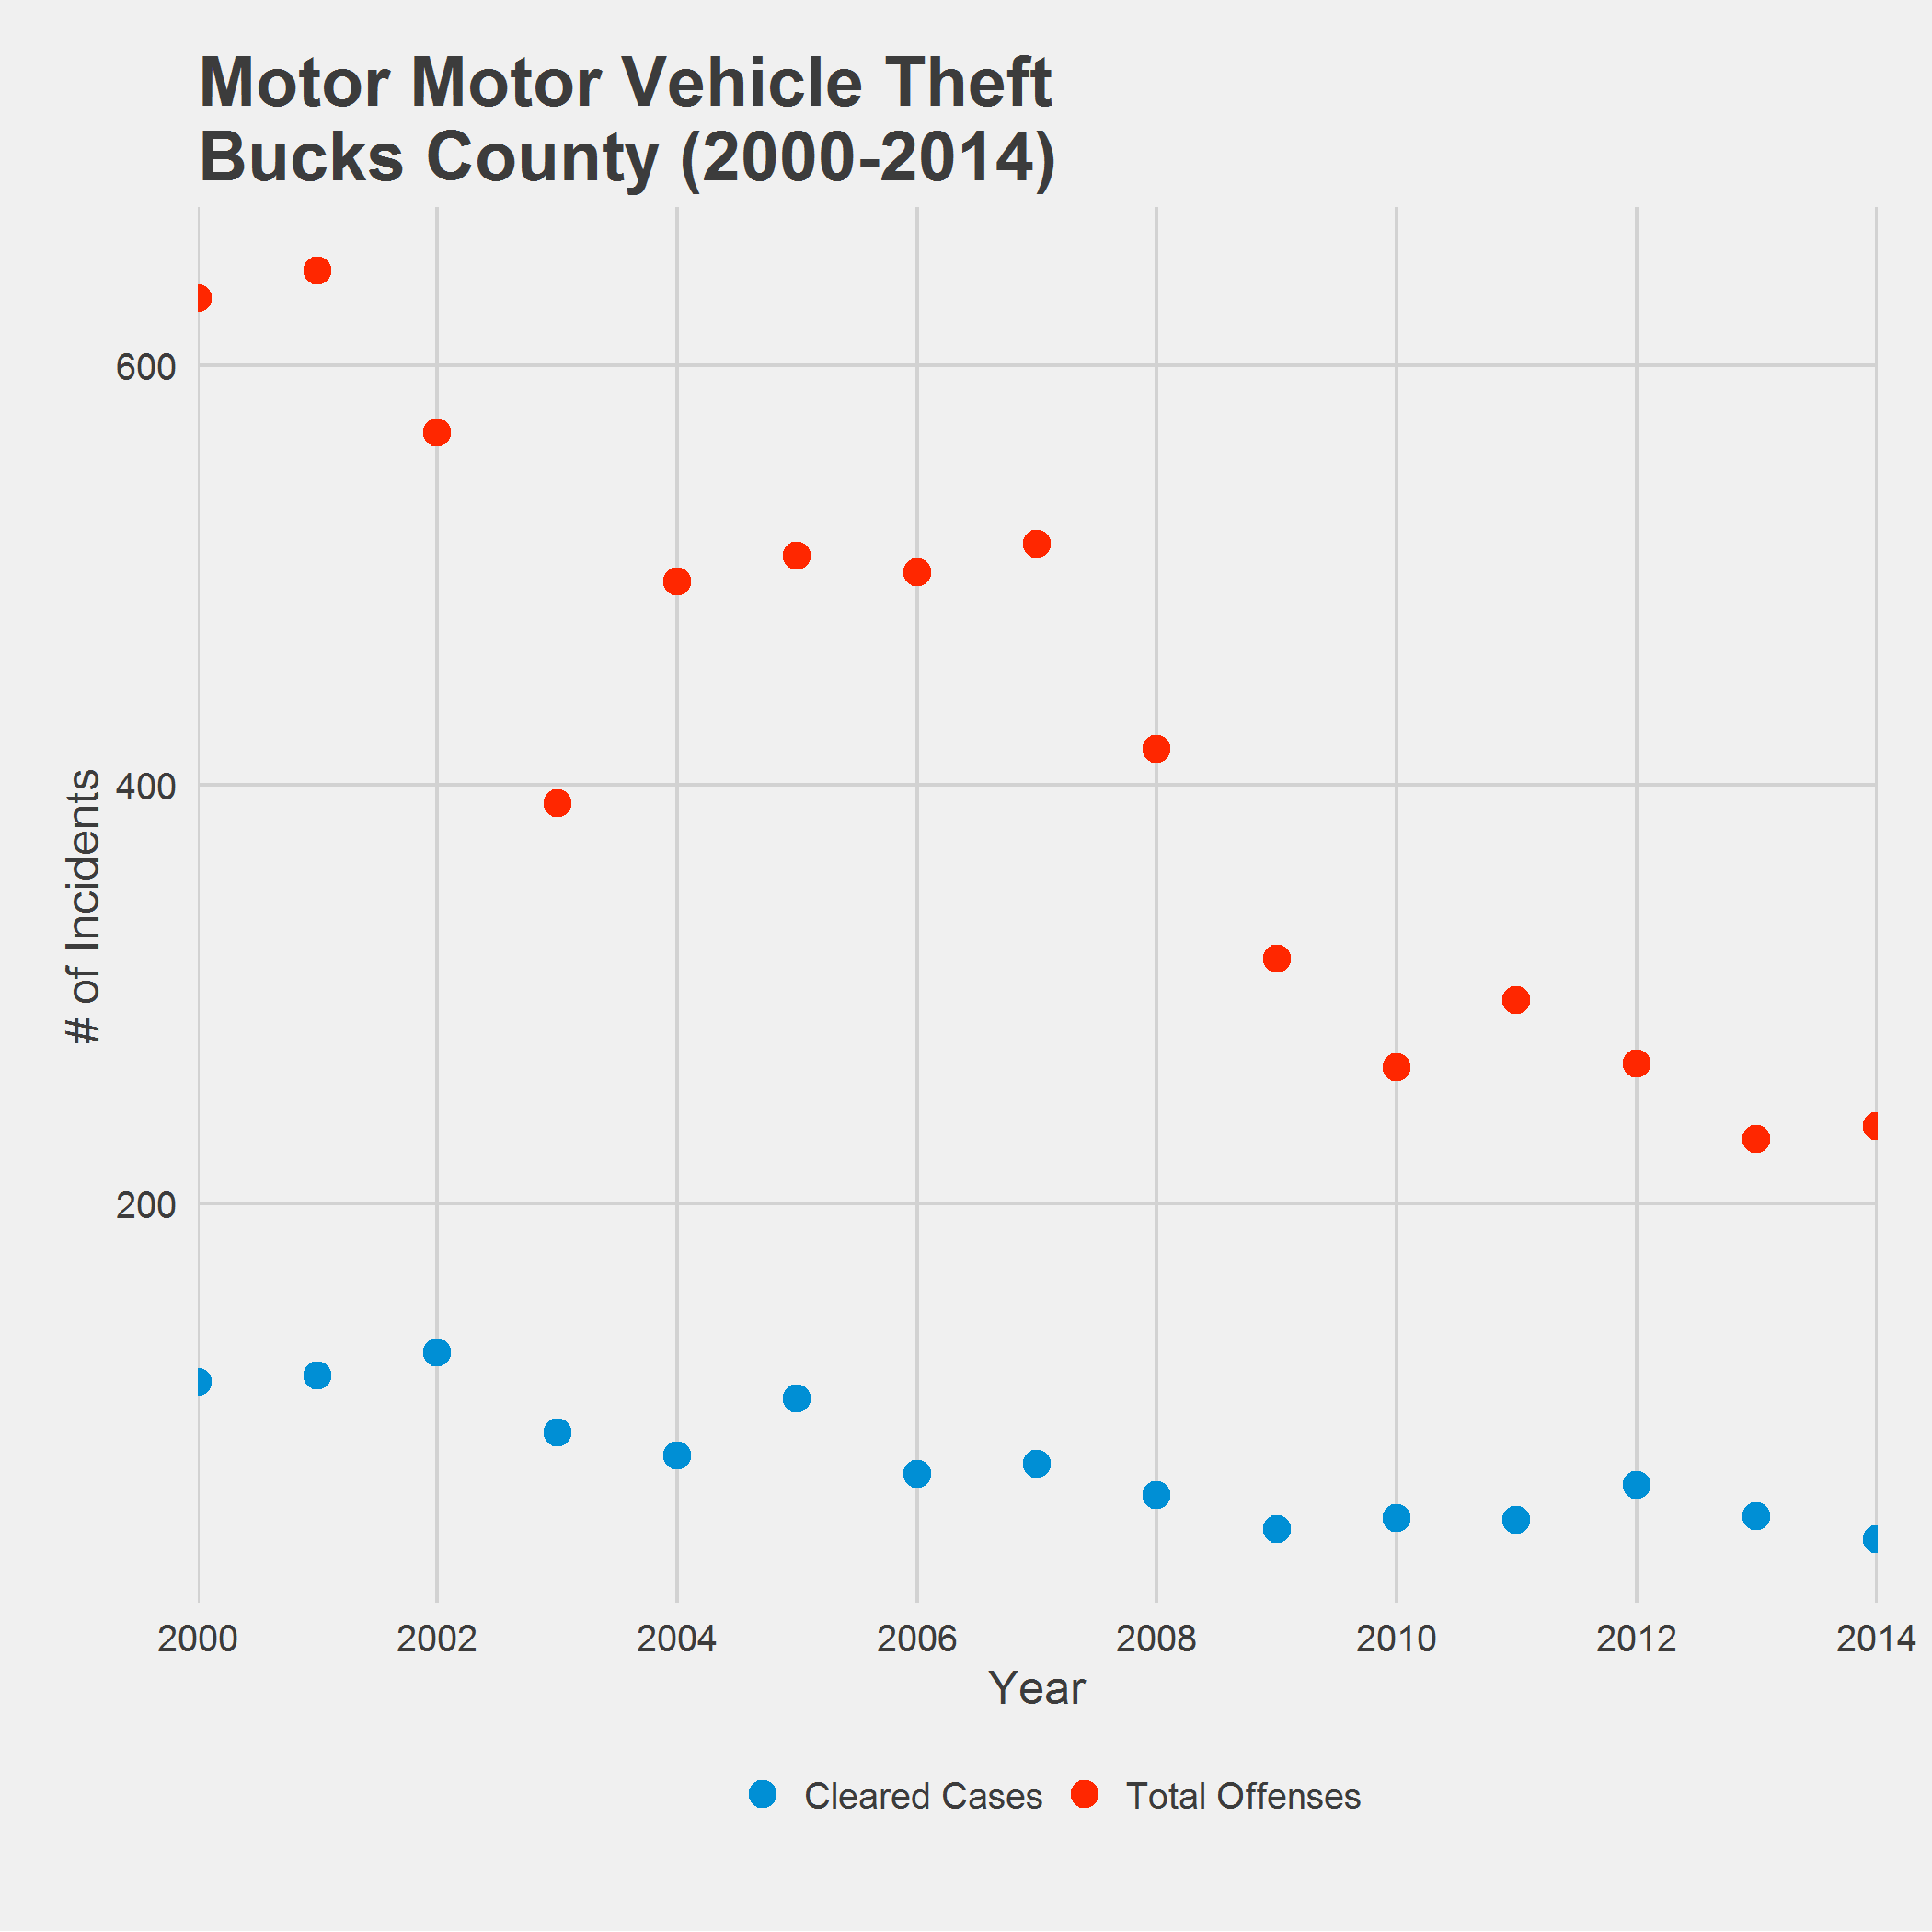 Motor Motor Vehicle Theft
Bucks County (2000-2014)
# of Incidents
600
400
200
2000 2002 2004 2006 2008 2010 2012 2014
Year
Cleared Cases Total Offenses